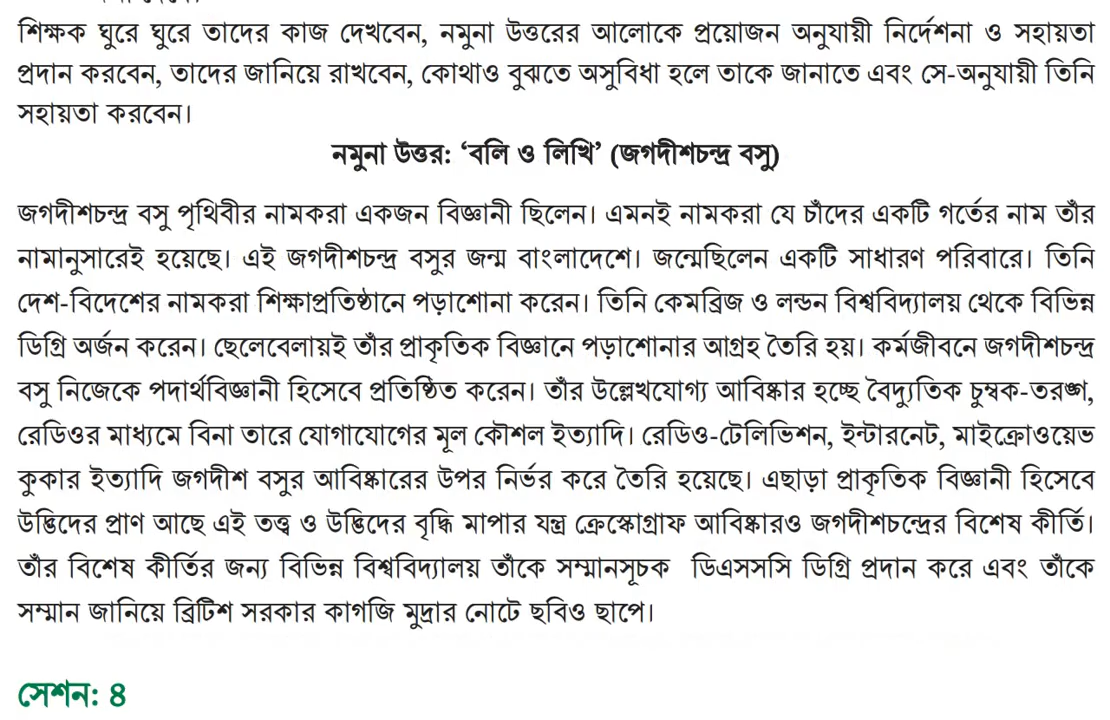 শিক্ষক ঘুরে ঘুরে তাদের কাজ দেখবেন, নমুনা উত্তরের আলোকে প্রয়োজন অনুযায়ী নির্দেশনা ও সহায়তা
প্রদান করবেন, তাদের জানিয়ে রাখবেন, কোথাও বুঝতে অসুবিধা হলে তাকে জানাতে এবং সে-অনুযায়ী তিনি
সহায়তা করবেন।
নমুনা উত্তর: ‘বলি ও লিখি’ (জগদীশচন্দ্র বসু)
জগদীশচন্দ্র বসু পৃথিবীর নামকরা একজন বিজ্ঞানী ছিলেন। এমনই নামকরা যে চাঁদের একটি গর্তের নাম তাঁর
নামানুসারেই হয়েছে। এই জগদীশচন্দ্র বসুর জন্ম বাংলাদেশে। জন্মেছিলেন একটি সাধারণ পরিবারে। তিনি
দেশ-বিদেশের নামকরা শিক্ষাপ্রতিষ্ঠানে পড়াশোনা করেন। তিনি কেমব্রিজ ও লন্ডন বিশ্ববিদ্যালয় থেকে বিভিন্ন
ডিগ্রি অর্জন করেন। ছেলেবেলায়ই তাঁর প্রাকৃতিক বিজ্ঞানে পড়াশোনার আগ্রহ তৈরি হয়। কর্মজীবনে জগদীশচন্দ্র
বসু নিজেকে পদার্থবিজ্ঞানী হিসেবে প্রতিষ্ঠিত করেন। তাঁর উল্লেখযোগ্য আবিষ্কার হচ্ছে বৈদ্যুতিক চুম্বক-তরঙ্গ,
রেডিওর মাধ্যমে বিনা তারে যোগাযোগের মূল কৌশল ইত্যাদি। রেডিও-টেলিভিশন, ইন্টারনেট, মাইক্রোওয়েভ
কুকার ইত্যাদি জগদীশ বসুর আবিষ্কারের উপর নির্ভর করে তৈরি হয়েছে। এছাড়া প্রাকৃতিক বিজ্ঞানী হিসেবে
উদ্ভিদের প্রাণ আছে এই তত্ত্ব ও উদ্ভিদের বৃদ্ধি মাপার যন্ত্র ক্রেস্কোগ্রাফ আবিষ্কারও জগদীশচন্দ্রের বিশেষ কীর্তি।
তাঁর বিশেষ কীর্তির জন্য বিভিন্ন বিশ্ববিদ্যালয় তাঁকে সম্মানসূচক ডিএসসসি ডিগ্রি প্রদান করে এবং তাঁকে
সম্মান জানিয়ে ব্রিটিশ সরকার কাগজি মুদ্রার নোটে ছবিও ছাপে।
সেশন: ৪